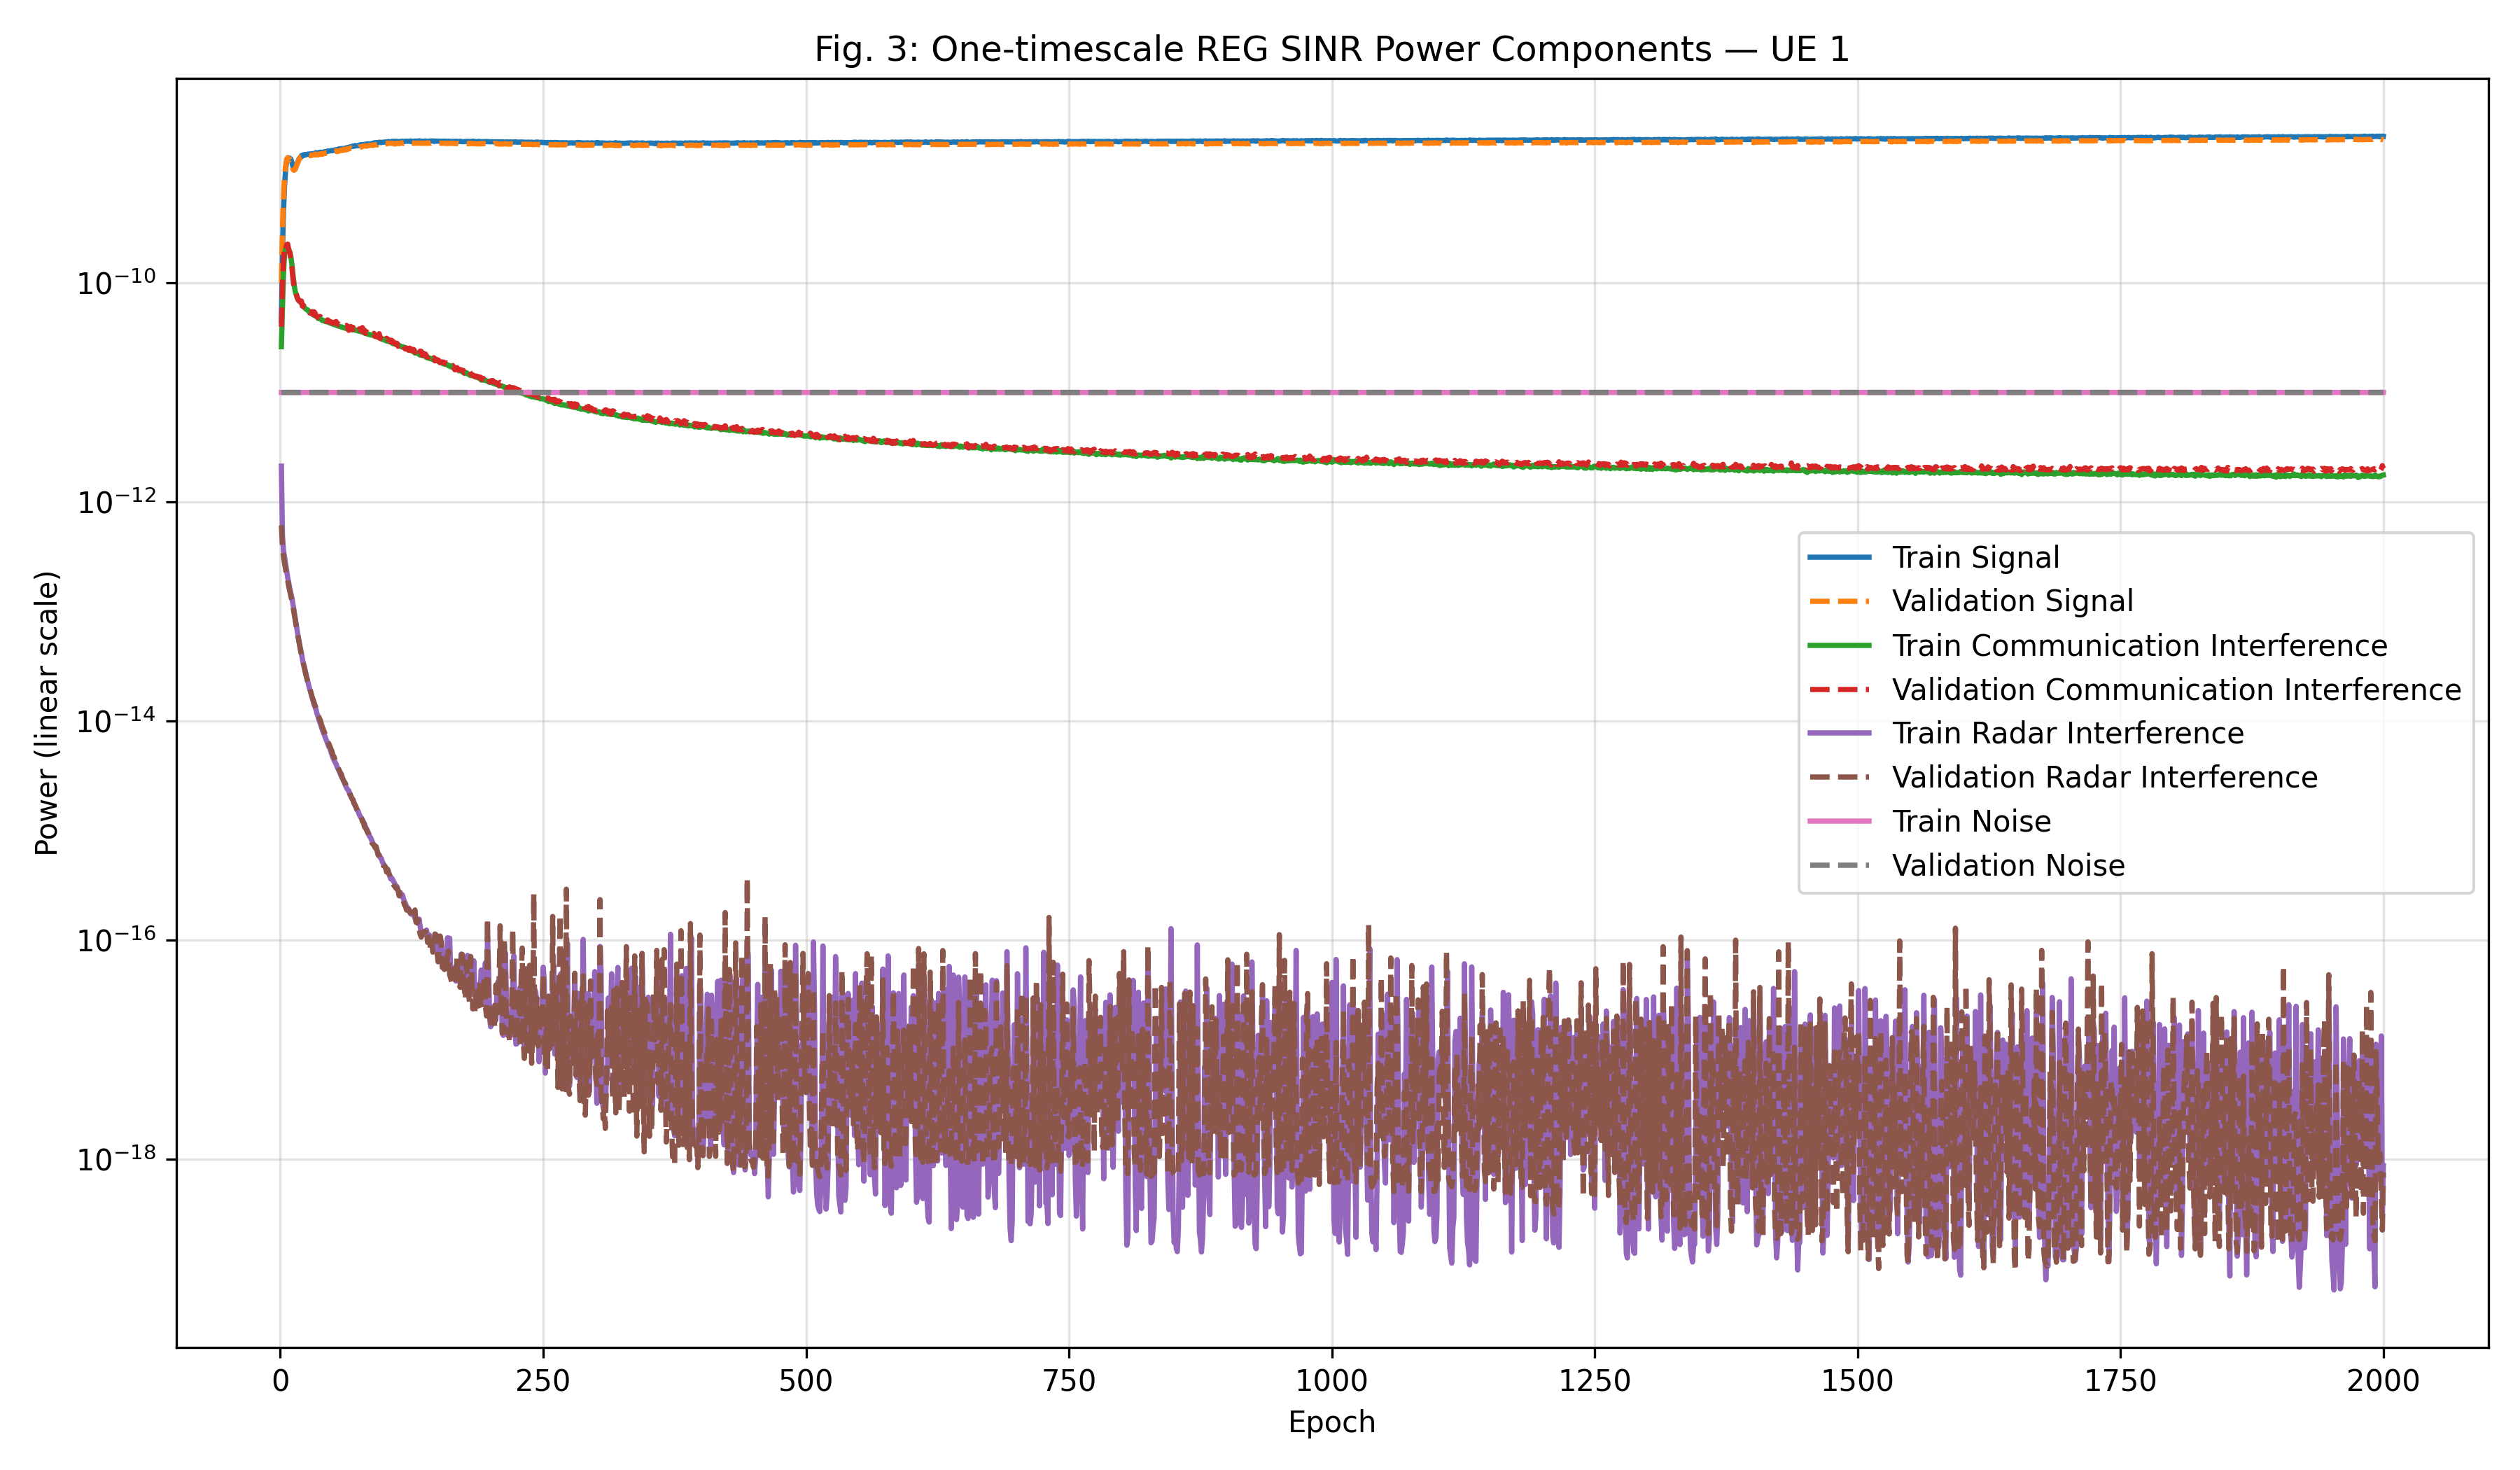 Fig. 3: One-timescale REG SINR Power Components — UE 1
Power (linear scale)
10⁻¹⁰
10⁻¹²
10⁻¹⁴
10⁻¹⁶
10⁻¹⁸
Train Signal
Validation Signal
Train Communication Interference
Validation Communication Interference
Train Radar Interference
Validation Radar Interference
Train Noise
Validation Noise
0 250 500 750 1000 1250 1500 1750 2000
Epoch